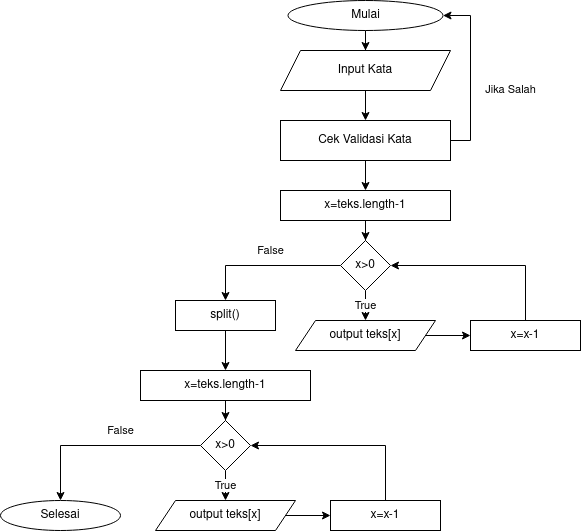 Mulai
Input Kata
Jika Salah
Cek Validasi Kata
x=teks.length-1
x>0
False
True
output teks[x]
x=x-1
split()
x=teks.length-1
x>0
False
True
output teks[x]
x=x-1
Selesai